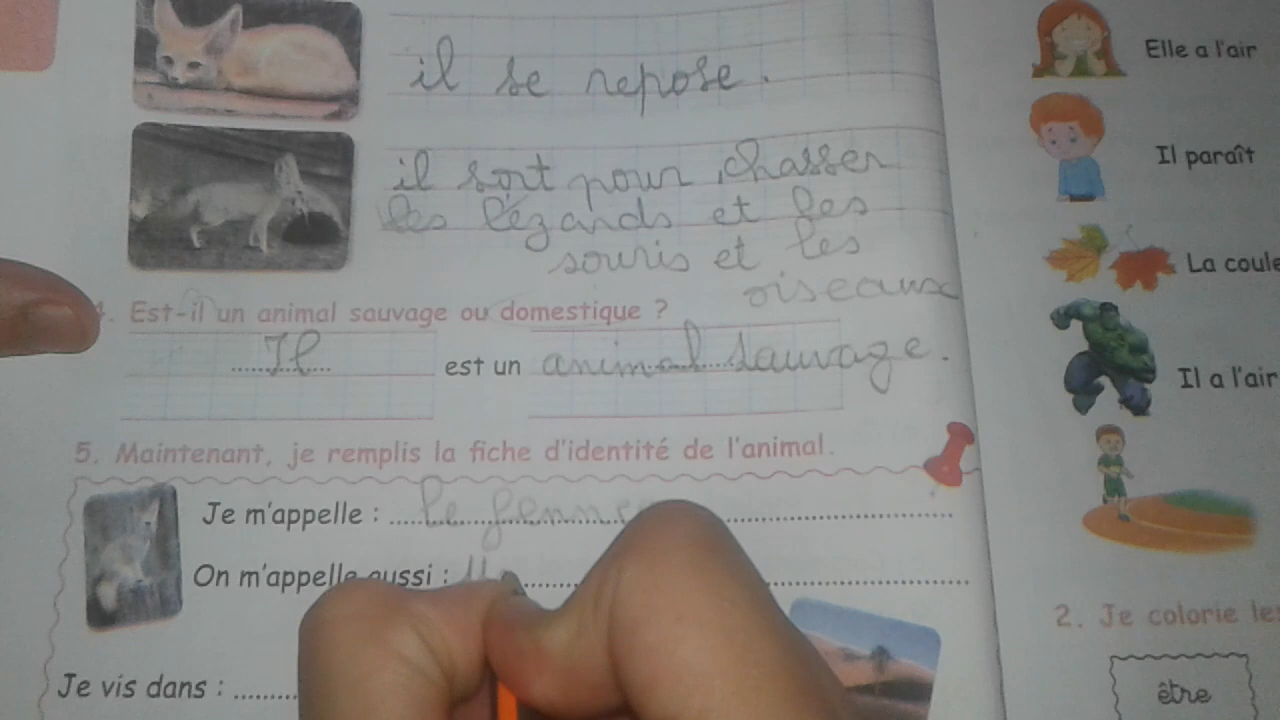 il se repose.
il sort pour chasser
les lézards et les
souris et les
oiseaux
4. Est-il un animal sauvage ou domestique ?
Il est un animal sauvage.
5. Maintenant, je remplis la fiche d'identité de l'animal.
Je m'appelle : le fennec
On m'appelle aussi :
Je vis dans :
Elle a l'air
Il paraît
La coule
Il a l'air
2. Je colorie le
être